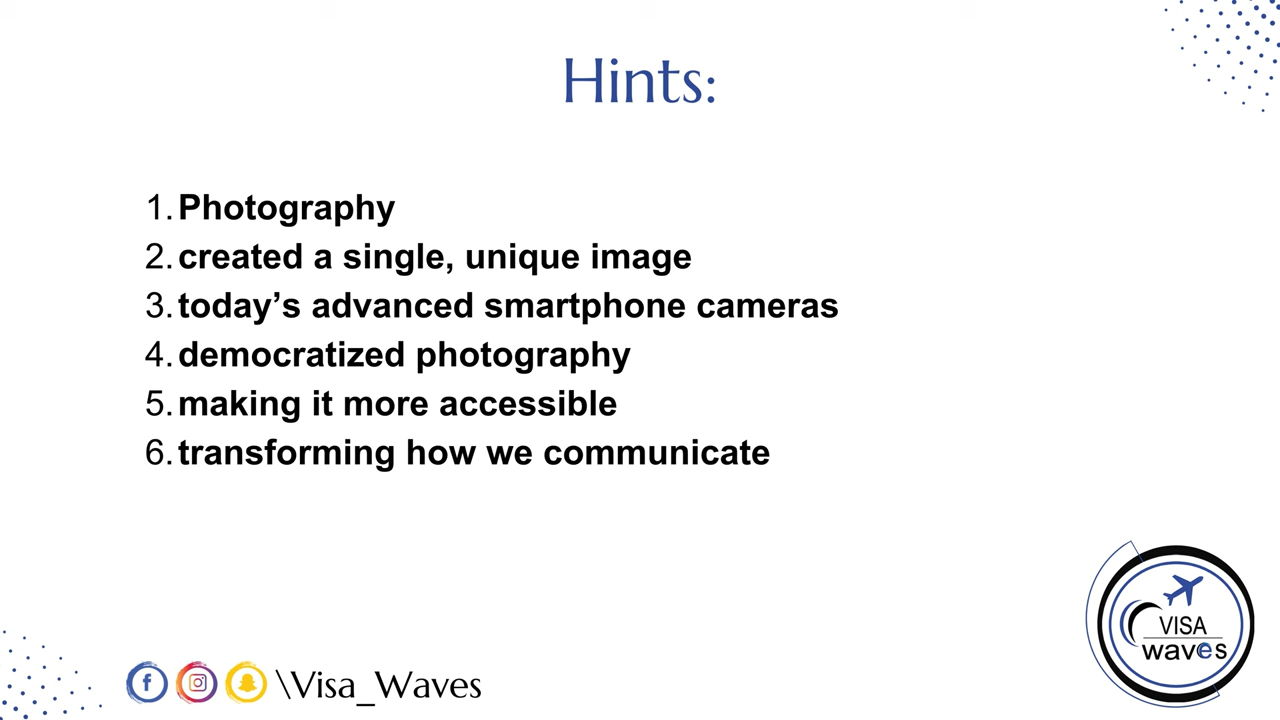 Hints:
1. Photography
2. created a single, unique image
3. today’s advanced smartphone cameras
4. democratized photography
5. making it more accessible
6. transforming how we communicate
\Visa_Waves
VISA
waves